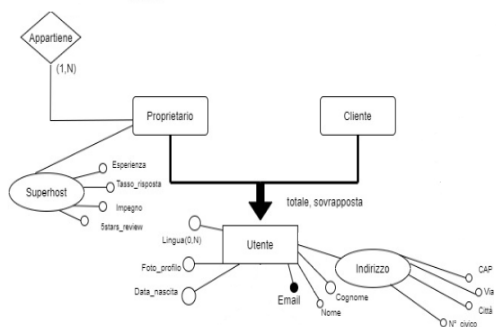 Appartiene
(1,N)
Proprietario
Cliente
Esperienza
Tasso_risposta
Superhost
Impegno
5stars_review
totale, sovrapposta
Lingua(0,N)
Utente
Foto_profilo
Indirizzo
CAP
Via
Data_nascita
Email
Cognome
Città
Nome
N°_civico